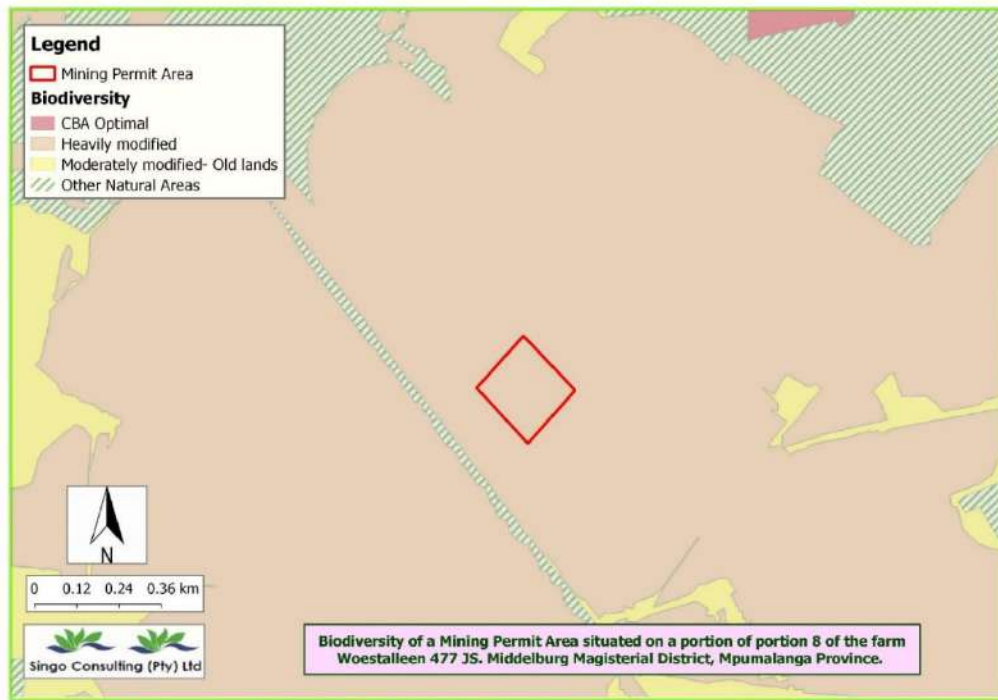 Legend
Mining Permit Area
Biodiversity
CBA Optimal
Heavily modified
Moderately modified- Old lands
Other Natural Areas
N
0 0.12 0.24 0.36 km
Singo Consulting (Pty) Ltd
Biodiversity of a Mining Permit Area situated on a portion of portion 8 of the farm
Woestalleen 477 JS. Middelburg Magisterial District, Mpumalanga Province.